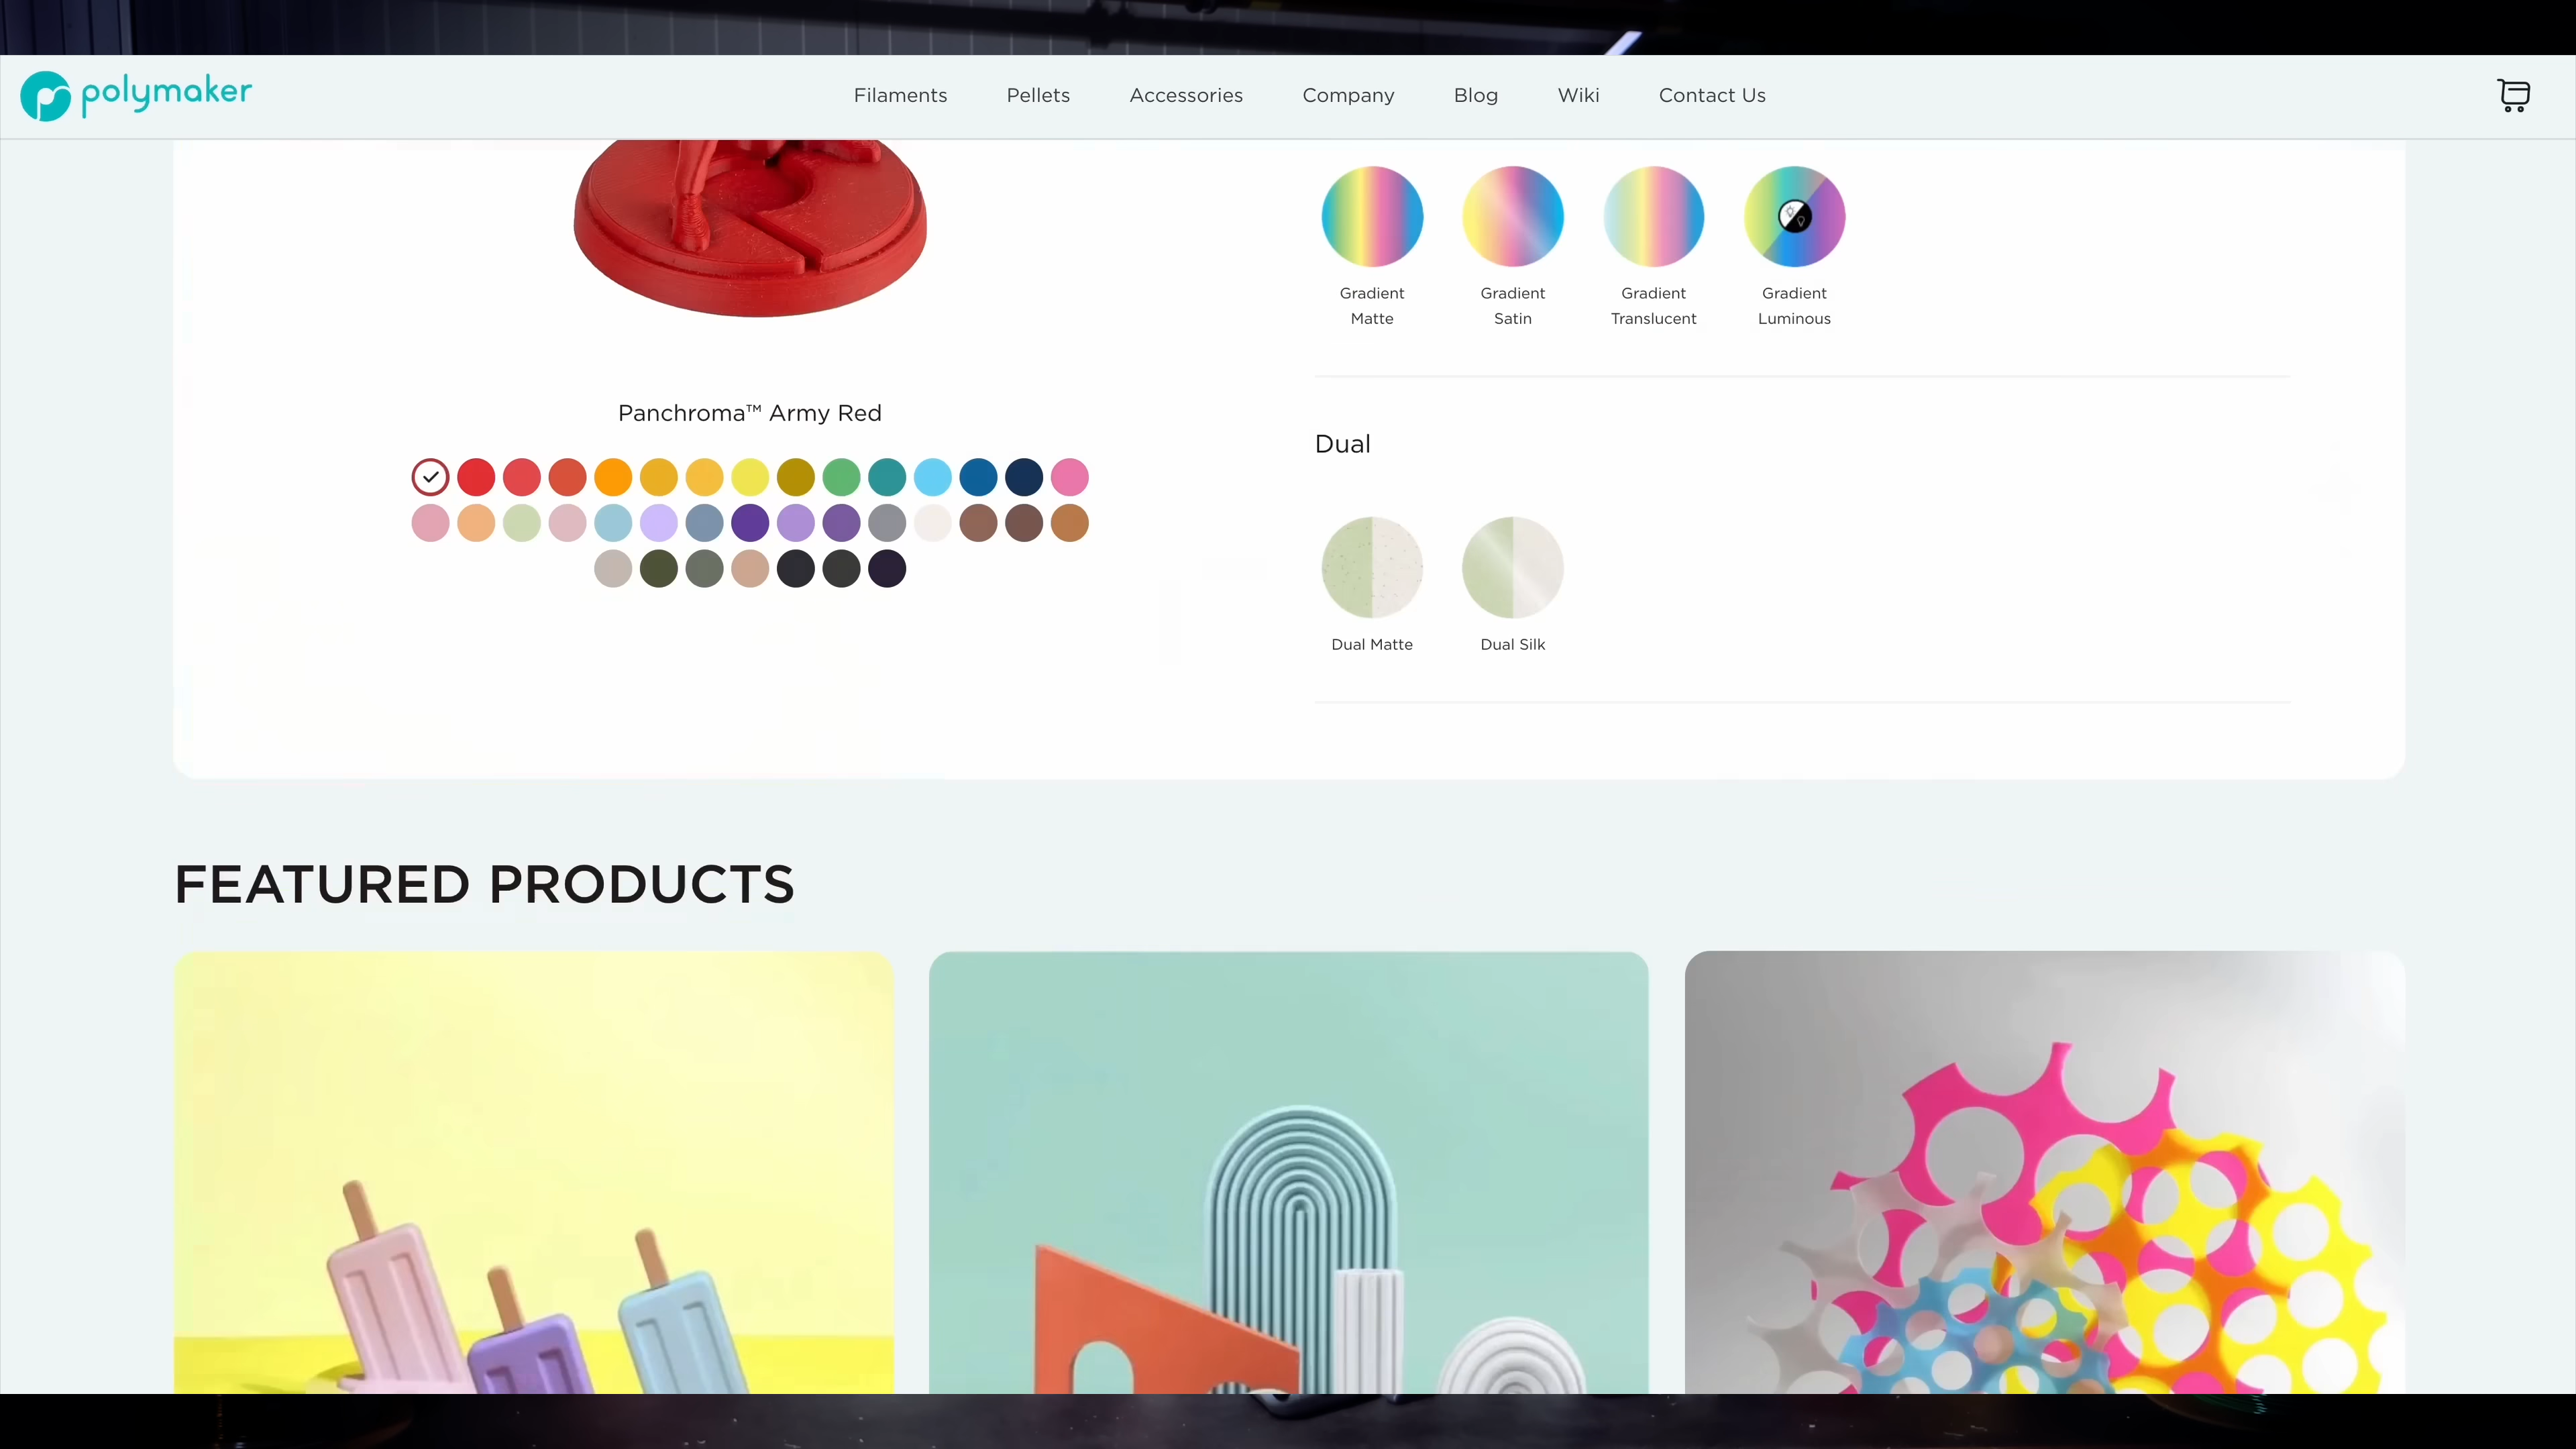 polymaker
Filaments
Pellets
Accessories
Company
Blog
Wiki
Contact Us
Gradient
Matte
Gradient
Satin
Gradient
Translucent
Gradient
Luminous
Panchroma™ Army Red
Dual
Dual Matte
Dual Silk
FEATURED PRODUCTS